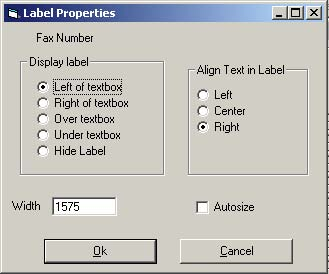 Label Properties
Fax Number
Display label
Left of textbox
Right of textbox
Over textbox
Under textbox
Hide Label
Align Text in Label
Left
Center
Right
Width 1575 Autosize
Ok Cancel